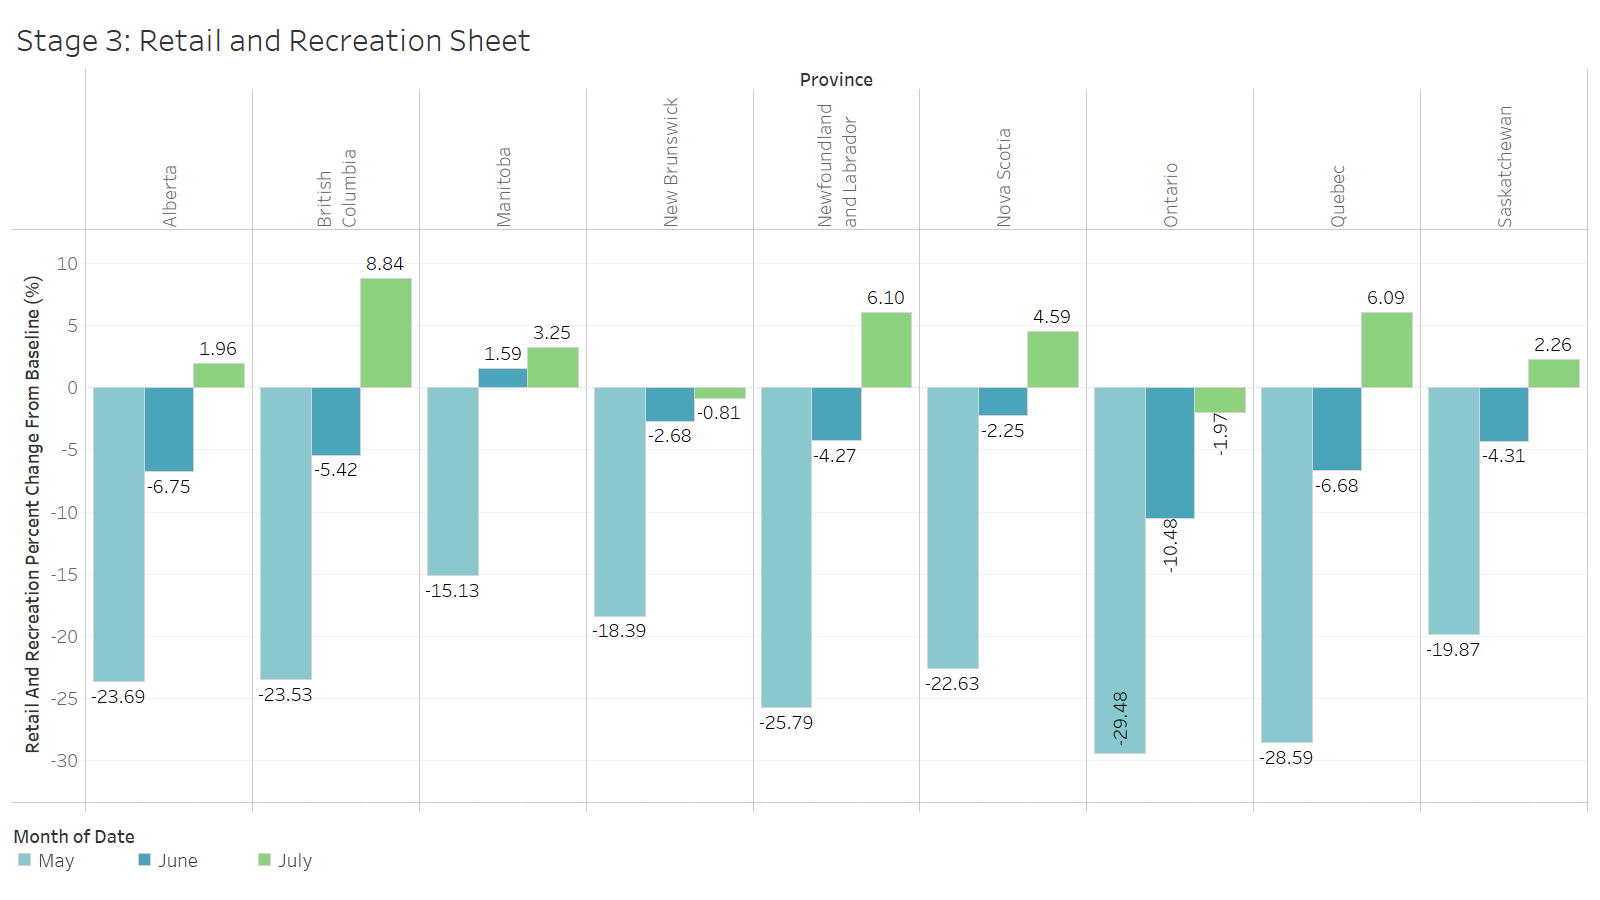 Stage 3: Retail and Recreation Sheet
Province
Alberta
British
Columbia
Manitoba
New Brunswick
Newfoundland
and Labrador
Nova Scotia
Ontario
Quebec
Saskatchewan
Retail And Recreation Percent Change From Baseline (%)
10
5
0
-5
-10
-15
-20
-25
-30
-23.69
-6.75
1.96
-23.53
-5.42
8.84
-15.13
1.59
3.25
-18.39
-2.68
-0.81
-25.79
-4.27
6.10
-22.63
-2.25
4.59
-29.48
-10.48
-1.97
-28.59
-6.68
6.09
-19.87
-4.31
2.26
Month of Date
May June July